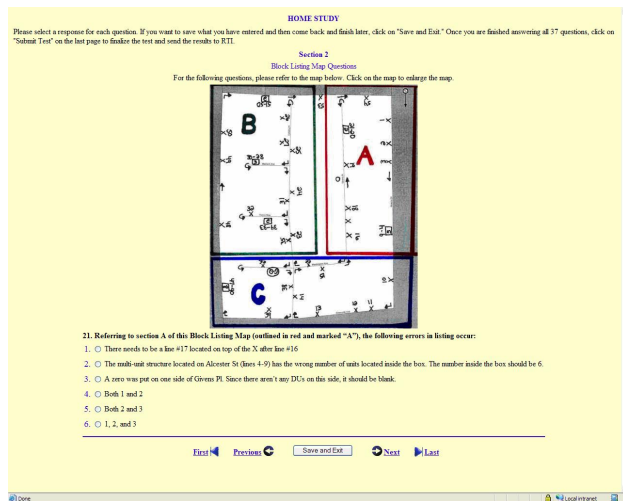 HOME STUDY
Please select a response for each question. If you want to save what you have entered and then come back and finish later, click on "Save and Exit." Once you are finished answering all 37 questions, click on
"Submit Test" on the last page to finalize the test and send the results to RTI.
Section 2
Block Listing Map Questions
For the following questions, please refer to the map below. Click on the map to enlarge the map.
B
A
C
21. Referring to section A of this Block Listing Map (outlined in red and marked “A”), the following errors in listing occur:
1. There needs to be a line #17 located on top of the X after line #16
2. The multi-unit structure located on Alcester St (lines 4-9) has the wrong number of units located inside the box. The number inside the box should be 6.
3. A zero was put on one side of Givens Pl. Since there aren't any DUs on this side, it should be blank.
4. Both 1 and 2
5. Both 2 and 3
6. 1, 2, and 3
First Previous Save and Exit Next Last
Done Local intranet